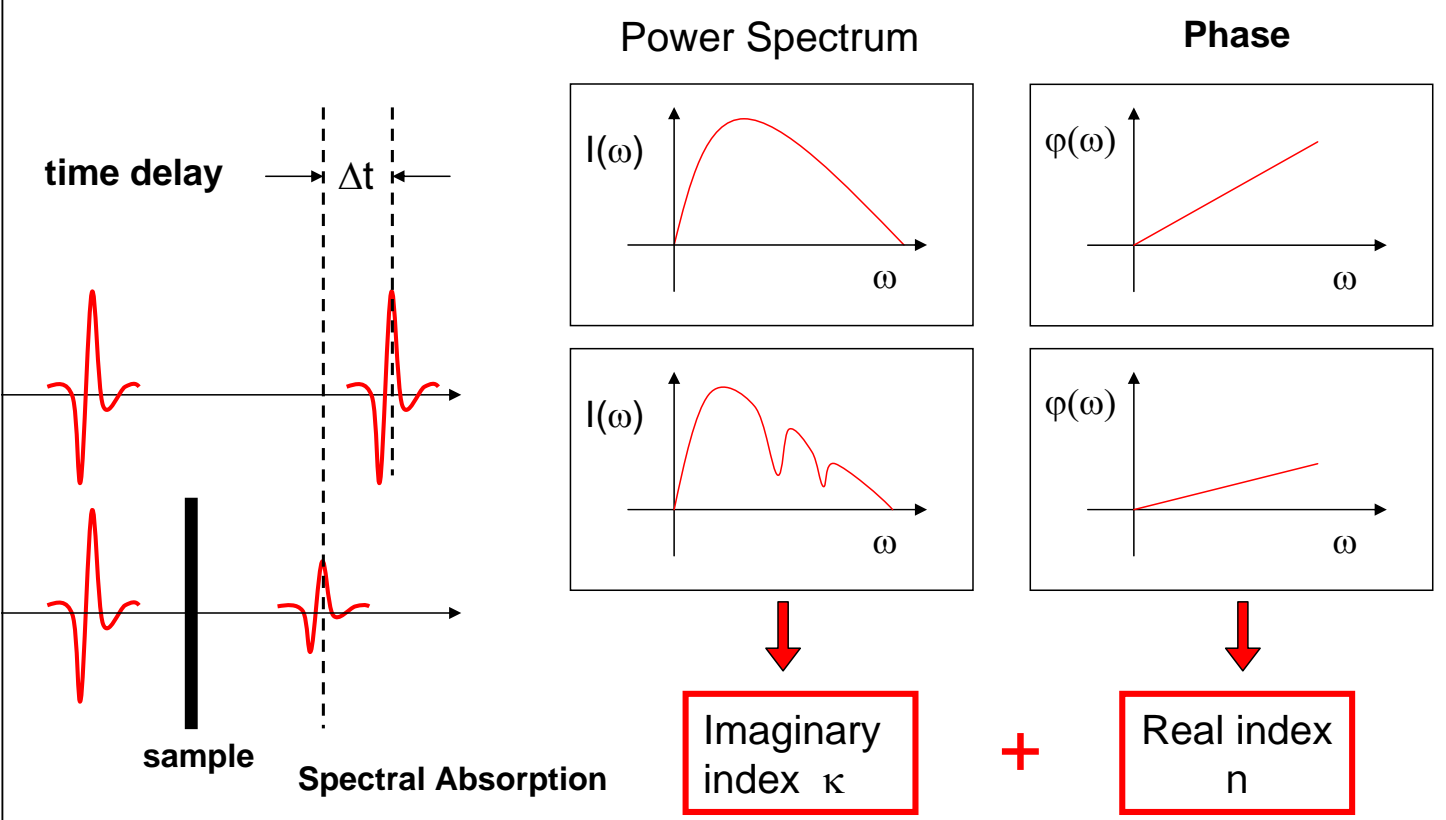 Power Spectrum
Phase
time delay
Δt
I(ω)
ω
φ(ω)
ω
I(ω)
ω
φ(ω)
ω
sample
Spectral Absorption
Imaginary
index κ
+
Real index
n